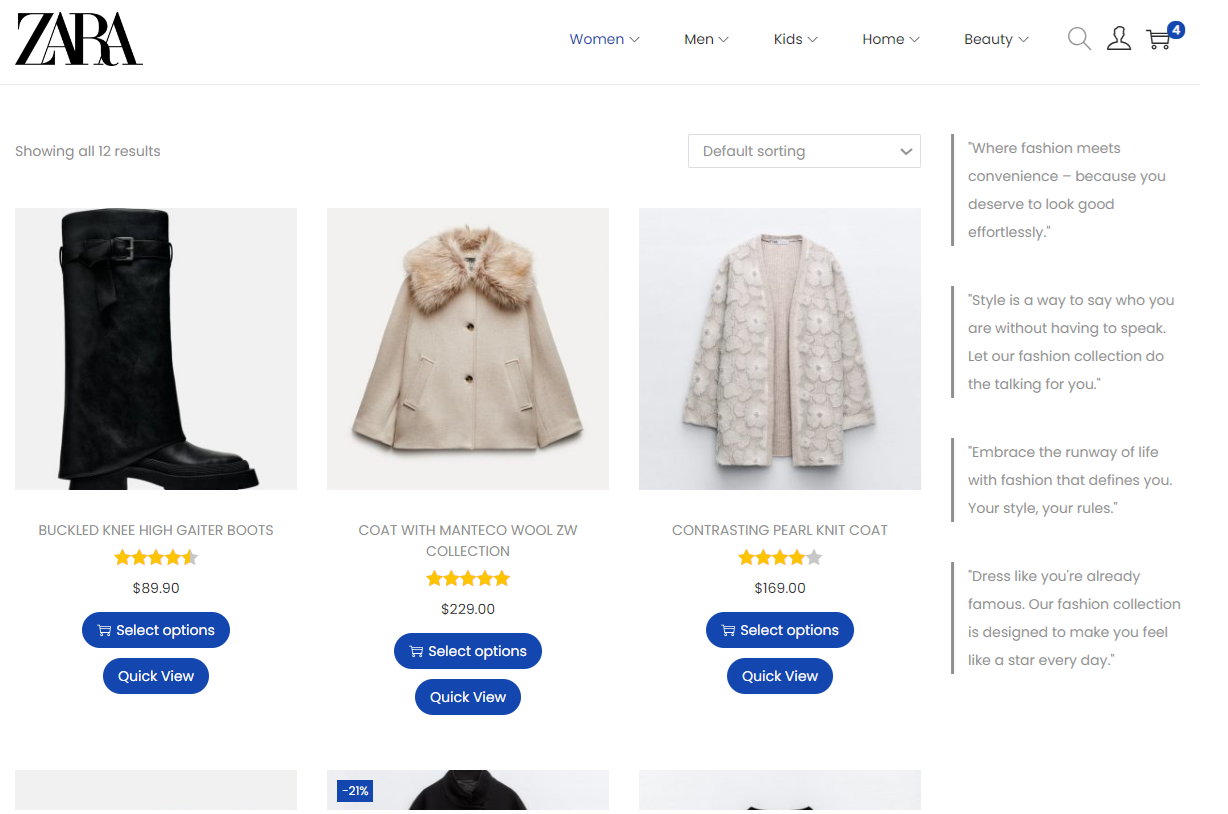 ZARA
Women
Men
Kids
Home
Beauty
4
Showing all 12 results
Default sorting
BUCKLED KNEE HIGH GAITER BOOTS
$89.90
Select options
Quick View
COAT WITH MANTECO WOOL ZW
COLLECTION
$229.00
Select options
Quick View
CONTRASTING PEARL KNIT COAT
$169.00
Select options
Quick View
-21%
"Where fashion meets
convenience – because you
deserve to look good
effortlessly."
"Style is a way to say who you
are without having to speak.
Let our fashion collection do
the talking for you."
"Embrace the runway of life
with fashion that defines you.
Your style, your rules."
"Dress like you're already
famous. Our fashion collection
is designed to make you feel
like a star every day."